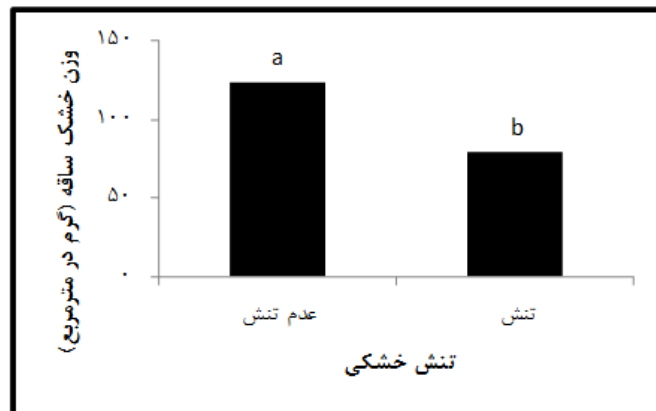 وزن خشک ساقه (گرم در مترمربع)
۱۵۰
۱۰۰
۵۰
۰
a
b
عدم تنش
تنش
تنش خشکی